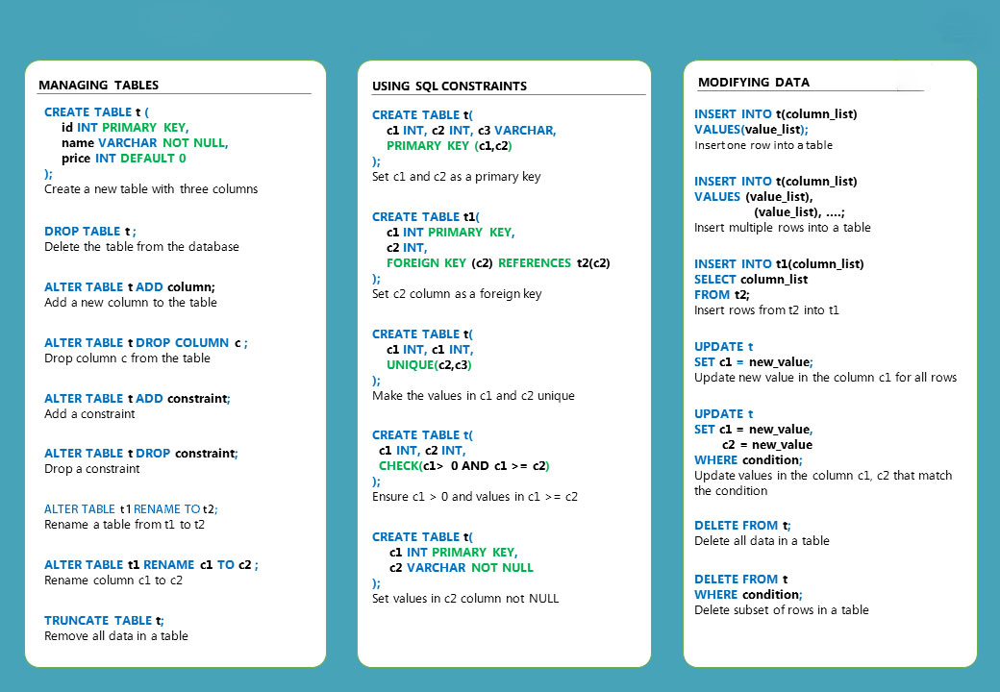 MANAGING TABLES
CREATE TABLE t (
id INT PRIMARY KEY,
name VARCHAR NOT NULL,
price INT DEFAULT 0
);
Create a new table with three columns
DROP TABLE t ;
Delete the table from the database
ALTER TABLE t ADD column;
Add a new column to the table
ALTER TABLE t DROP COLUMN c ;
Drop column c from the table
ALTER TABLE t ADD constraint;
Add a constraint
ALTER TABLE t DROP constraint;
Drop a constraint
ALTER TABLE t1 RENAME TO t2;
Rename a table from t1 to t2
ALTER TABLE t1 RENAME c1 TO c2 ;
Rename column c1 to c2
TRUNCATE TABLE t;
Remove all data in a table
USING SQL CONSTRAINTS
CREATE TABLE t(
c1 INT, c2 INT, c3 VARCHAR,
PRIMARY KEY (c1,c2)
);
Set c1 and c2 as a primary key
CREATE TABLE t1(
c1 INT PRIMARY KEY,
c2 INT,
FOREIGN KEY (c2) REFERENCES t2(c2)
);
Set c2 column as a foreign key
CREATE TABLE t(
c1 INT, c1 INT,
UNIQUE(c2,c3)
);
Make the values in c1 and c2 unique
CREATE TABLE t(
c1 INT, c2 INT,
CHECK(c1> 0 AND c1 >= c2)
);
Ensure c1 > 0 and values in c1 >= c2
CREATE TABLE t(
c1 INT PRIMARY KEY,
c2 VARCHAR NOT NULL
);
Set values in c2 column not NULL
MODIFYING DATA
INSERT INTO t(column_list)
VALUES(value_list);
Insert one row into a table
INSERT INTO t(column_list)
VALUES (value_list),
(value_list), ....;
Insert multiple rows into a table
INSERT INTO t1(column_list)
SELECT column_list
FROM t2;
Insert rows from t2 into t1
UPDATE t
SET c1 = new_value;
Update new value in the column c1 for all rows
UPDATE t
SET c1 = new_value,
c2 = new_value
WHERE condition;
Update values in the column c1, c2 that match
the condition
DELETE FROM t;
Delete all data in a table
DELETE FROM t
WHERE condition;
Delete subset of rows in a table